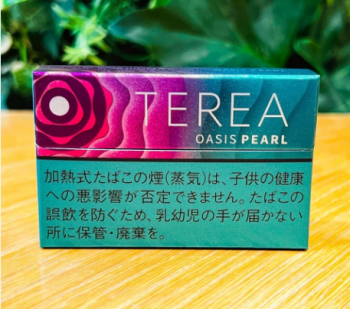 TEREA
OASIS PEARL
加熱式たばこの煙(蒸気)は、子供の健康
への悪影響が否定できません。たばこの
誤飲を防ぐため、乳幼児の手が届かない
所に保管・廃棄を。